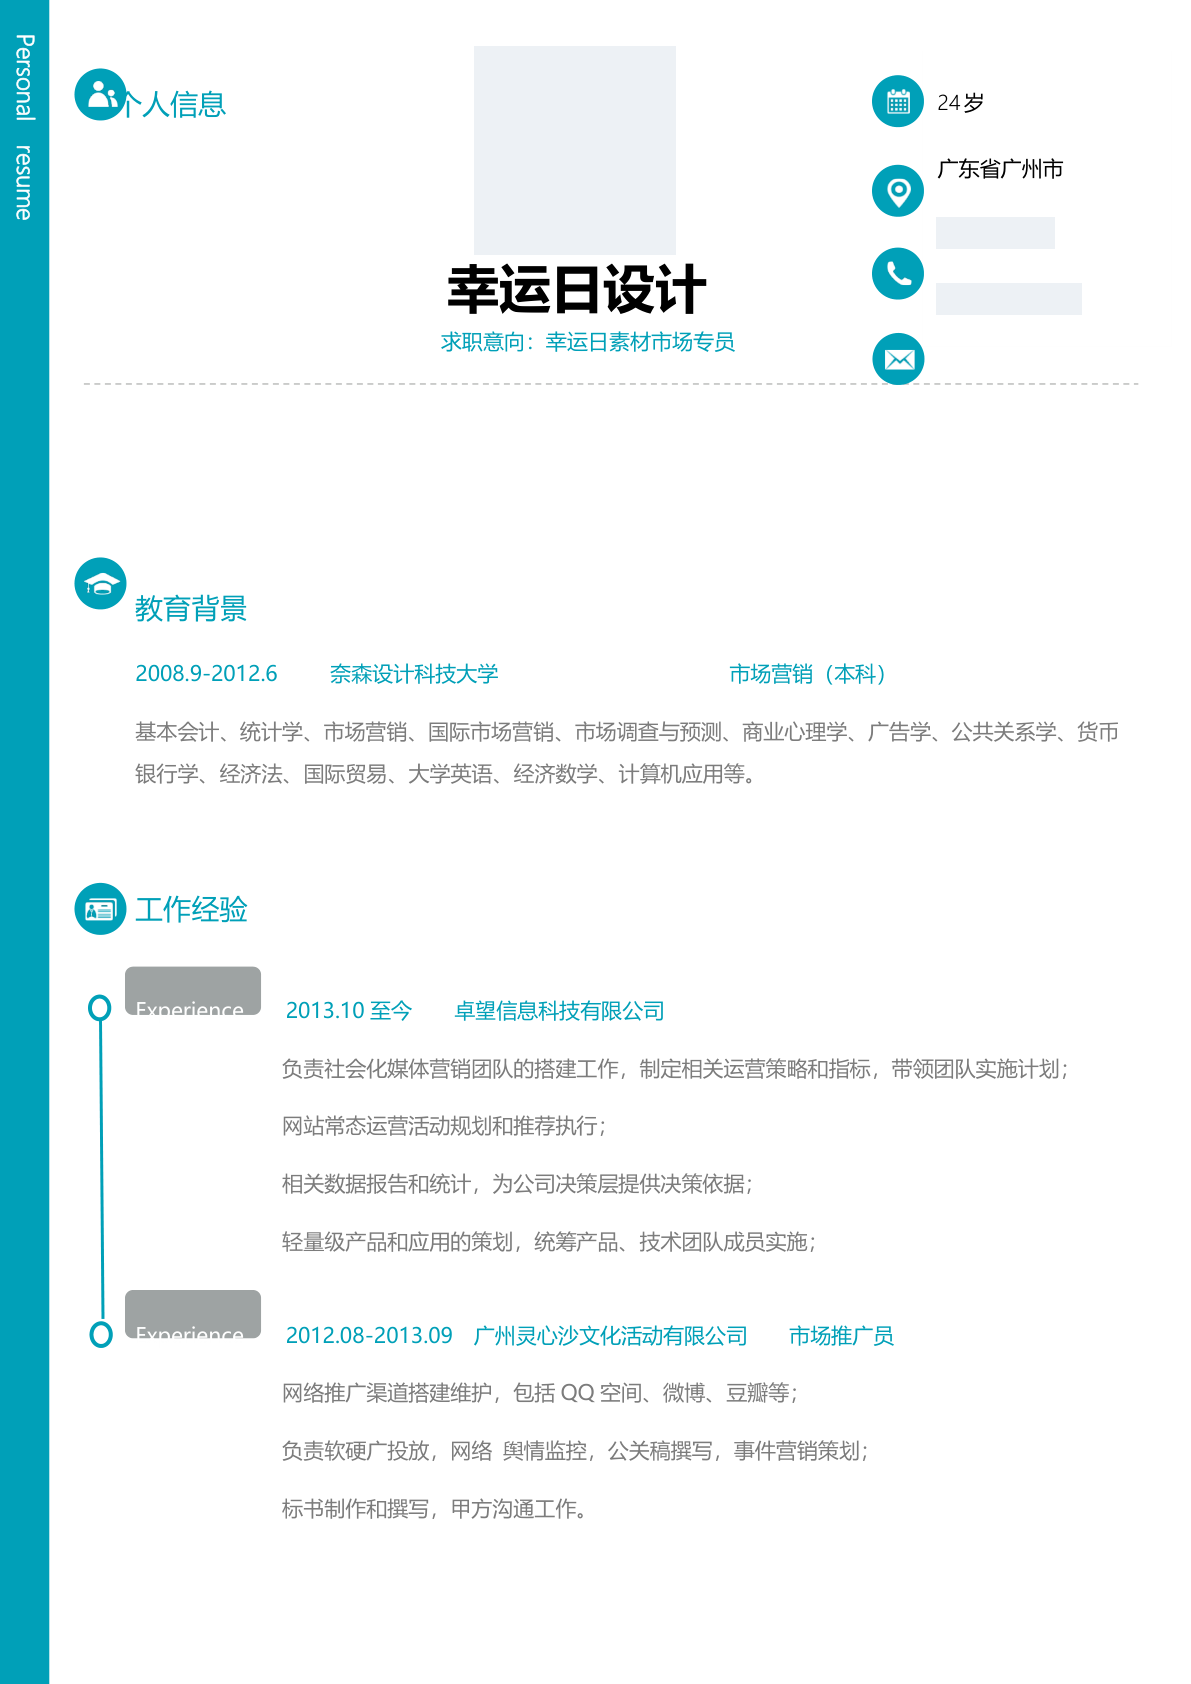 Personal resume
个人信息
24岁
广东省广州市
幸运日设计
求职意向：幸运日素材市场专员
教育背景
2008.9-2012.6 奈森设计科技大学 市场营销（本科）
基本会计、统计学、市场营销、国际市场营销、市场调查与预测、商业心理学、广告学、公共关系学、货币
银行学、经济法、国际贸易、大学英语、经济数学、计算机应用等。
工作经验
Experience 2013.10 至今 卓望信息科技有限公司
负责社会化媒体营销团队的搭建工作，制定相关运营策略和指标，带领团队实施计划；
网站常态运营活动规划和推荐执行；
相关数据报告和统计，为公司决策层提供决策依据；
轻量级产品和应用的策划，统筹产品、技术团队成员实施；
Experience 2012.08-2013.09 广州灵心沙文化活动有限公司 市场推广员
网络推广渠道搭建维护，包括 QQ 空间、微博、豆瓣等；
负责软硬广投放，网络 舆情监控，公关稿撰写，事件营销策划；
标书制作和撰写，甲方沟通工作。